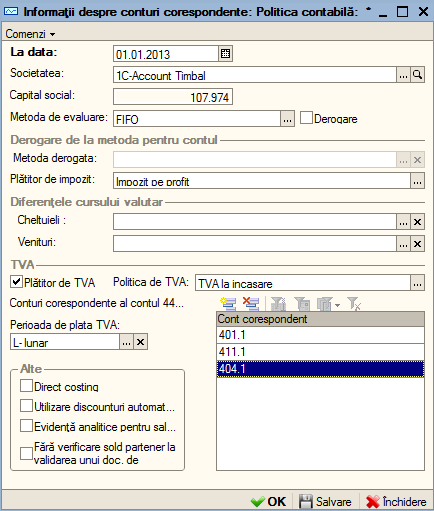 Informaţii despre conturi corespondente: Politica contabilă: *
Comenzi
La data: 01.01.2013
Societatea: 1C-Account Timbal
Capital social: 107.974
Metoda de evaluare: FIFO ... Derogare
Derogare de la metoda pentru contul
Metoda derogata: ...
Plătitor de impozit: Impozit pe profit ...
Diferenţele cursului valutar
Cheltuieli : ...
Venituri: ...
TVA
Plătitor de TVA Politica de TVA: TVA la incasare ...
Conturi corespondente al contul 44...
Perioada de plata TVA:
L- lunar ...
Cont corespondent
401.1
411.1
404.1
Alte
Direct costing
Utilizare discounturi automat...
Evidenţă analitice pentru sal...
Fără verificare sold partener la
validarea unui doc. de
OK Salvare Închidere